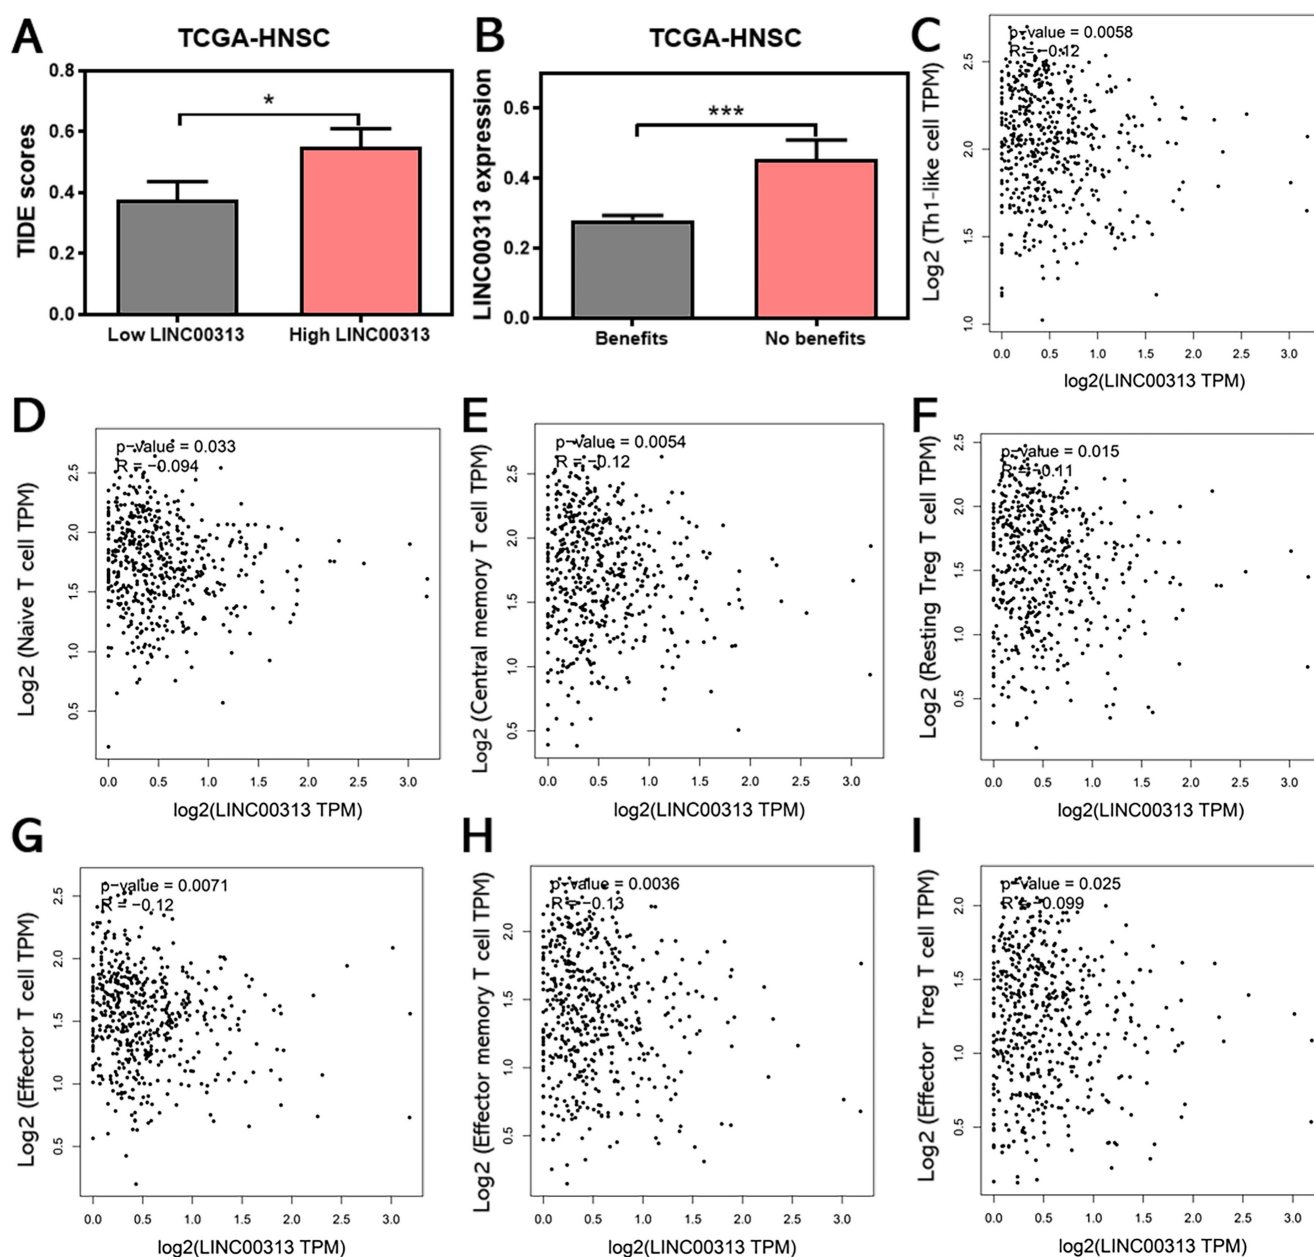 A
TCGA-HNSC
TIDE scores
0.8
0.6
0.4
0.2
0.0
*
Low LINC00313
High LINC00313
B
TCGA-HNSC
LINC00313 expression
0.6
0.4
0.2
0.0
***
Benefits
No benefits
C
p-value = 0.0058
R = −0.12
Log2 (Th1-like cell TPM)
2.5
2.0
1.5
1.0
0.0 0.5 1.0 1.5 2.0 2.5 3.0
log2(LINC00313 TPM)
D
p-value = 0.033
R = −0.094
Log2 (Naive T cell TPM)
2.5
2.0
1.5
1.0
0.5
0.0 0.5 1.0 1.5 2.0 2.5 3.0
log2(LINC00313 TPM)
E
p-value = 0.0054
R = −0.12
Log2 (Central memory T cell TPM)
2.5
2.0
1.5
1.0
0.5
0.0 0.5 1.0 1.5 2.0 2.5 3.0
log2(LINC00313 TPM)
F
p-value = 0.015
R = −0.11
Log2 (Resting Treg T cell TPM)
2.5
2.0
1.5
1.0
0.5
0.0 0.5 1.0 1.5 2.0 2.5 3.0
log2(LINC00313 TPM)
G
p-value = 0.0071
R = −0.12
Log2 (Effector T cell TPM)
2.5
2.0
1.5
1.0
0.5
0.0 0.5 1.0 1.5 2.0 2.5 3.0
log2(LINC00313 TPM)
H
p-value = 0.0036
R = −0.13
Log2 (Effector memory T cell TPM)
2.0
1.5
1.0
0.5
0.0 0.5 1.0 1.5 2.0 2.5 3.0
log2(LINC00313 TPM)
I
p-value = 0.025
R = −0.099
Log2 (Effector Treg T cell TPM)
2.0
1.5
1.0
0.5
0.0 0.5 1.0 1.5 2.0 2.5 3.0
log2(LINC00313 TPM)